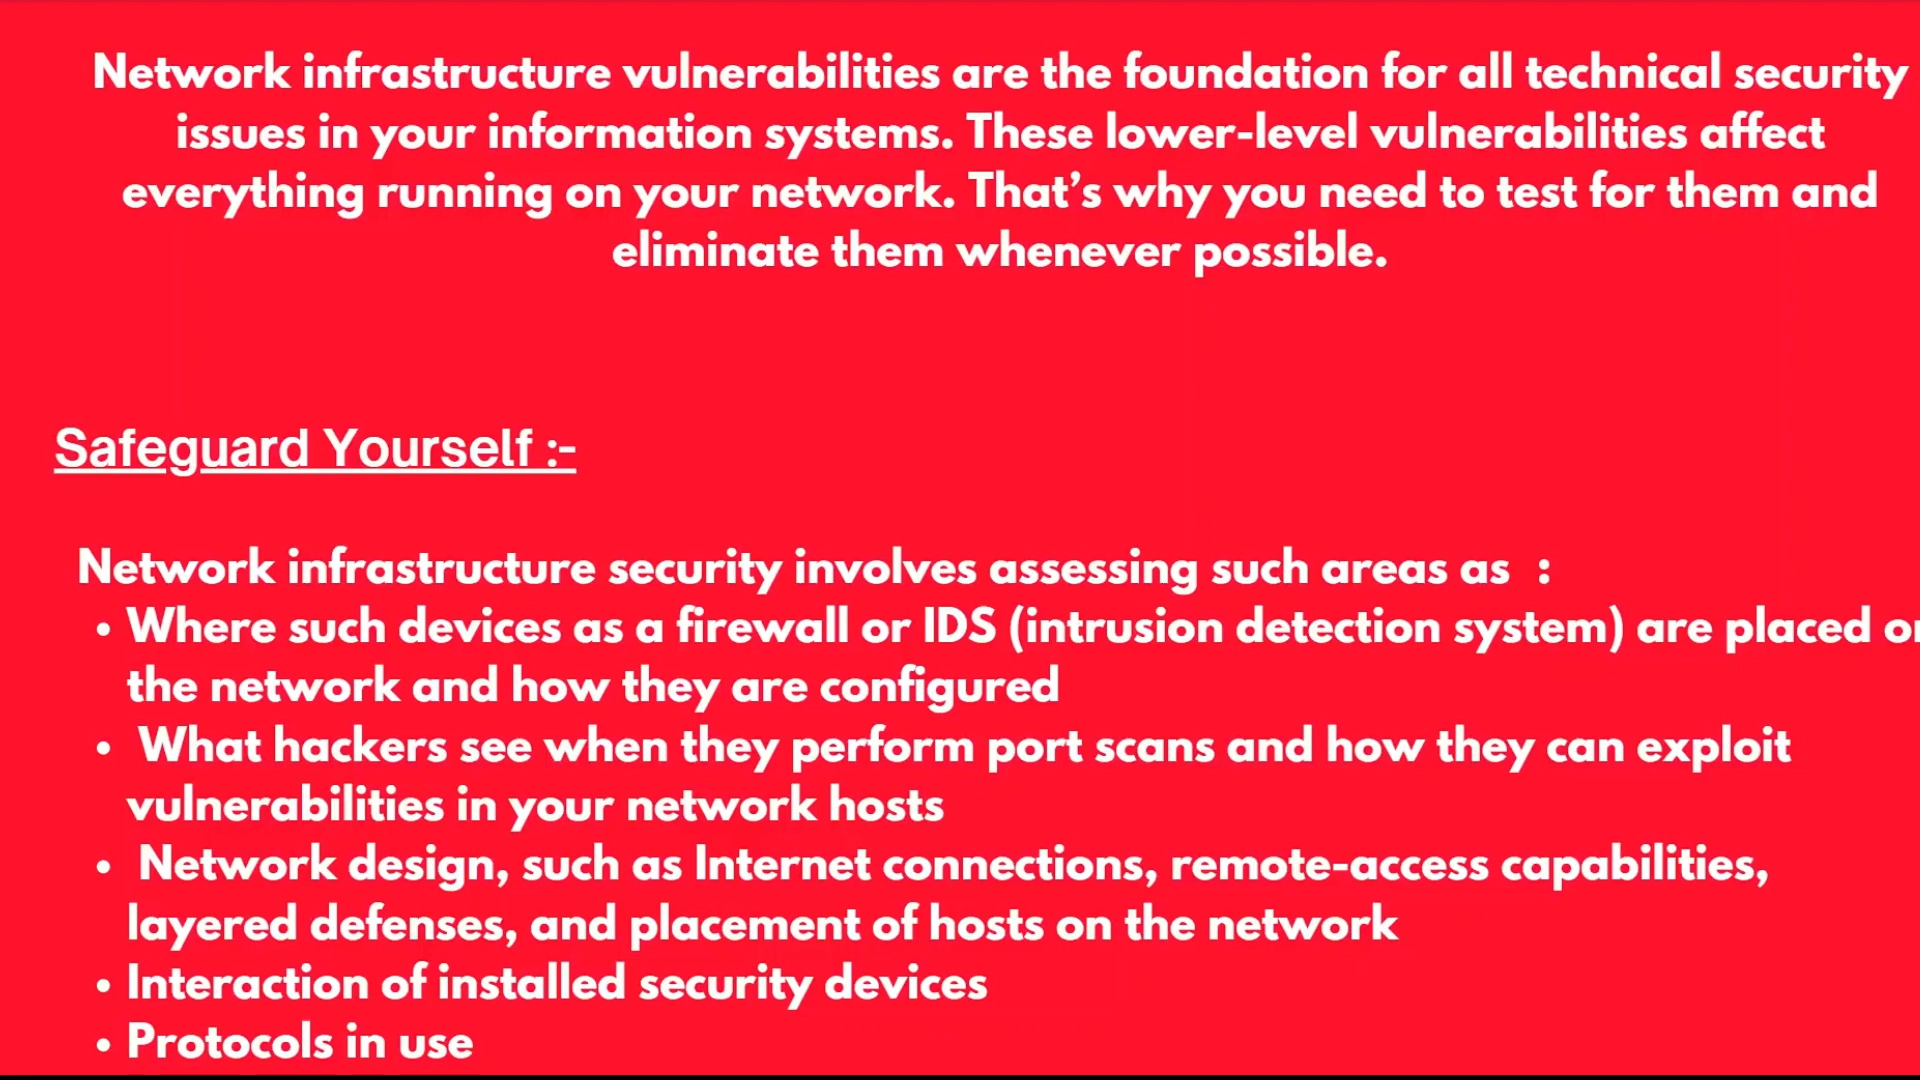 Network infrastructure vulnerabilities are the foundation for all technical security
issues in your information systems. These lower-level vulnerabilities affect
everything running on your network. That’s why you need to test for them and
eliminate them whenever possible.
Safeguard Yourself :-
Network infrastructure security involves assessing such areas as :
• Where such devices as a firewall or IDS (intrusion detection system) are placed
the network and how they are configured
• What hackers see when they perform port scans and how they can exploit
vulnerabilities in your network hosts
• Network design, such as Internet connections, remote-access capabilities,
layered defenses, and placement of hosts on the network
• Interaction of installed security devices
• Protocols in use